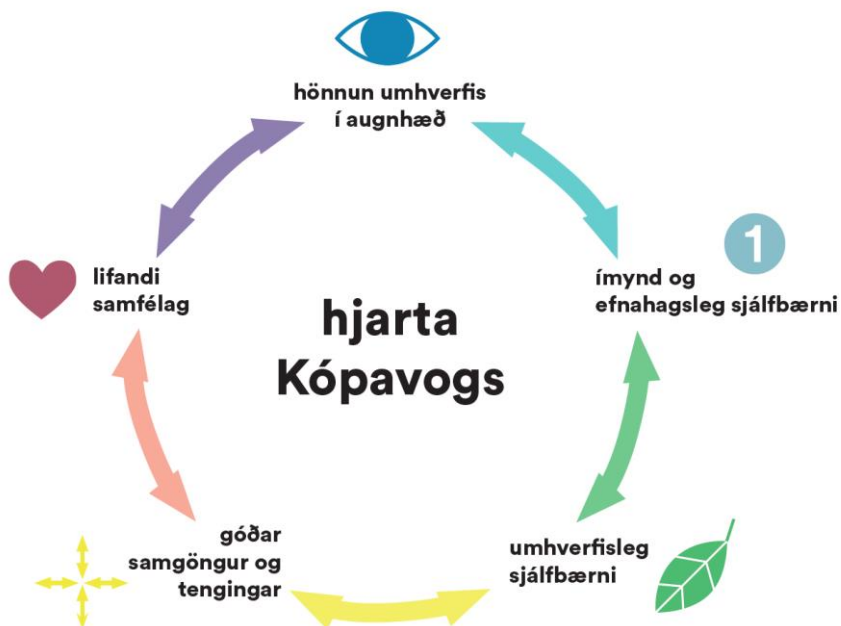 hönnun umhverfis
í augnhæð
1
ímynd og
efnahagsleg sjálfbærni
lifandi
samfélag
hjarta
Kópavogs
góðar
samgöngur og
tengingar
umhverfisleg
sjálfbærni